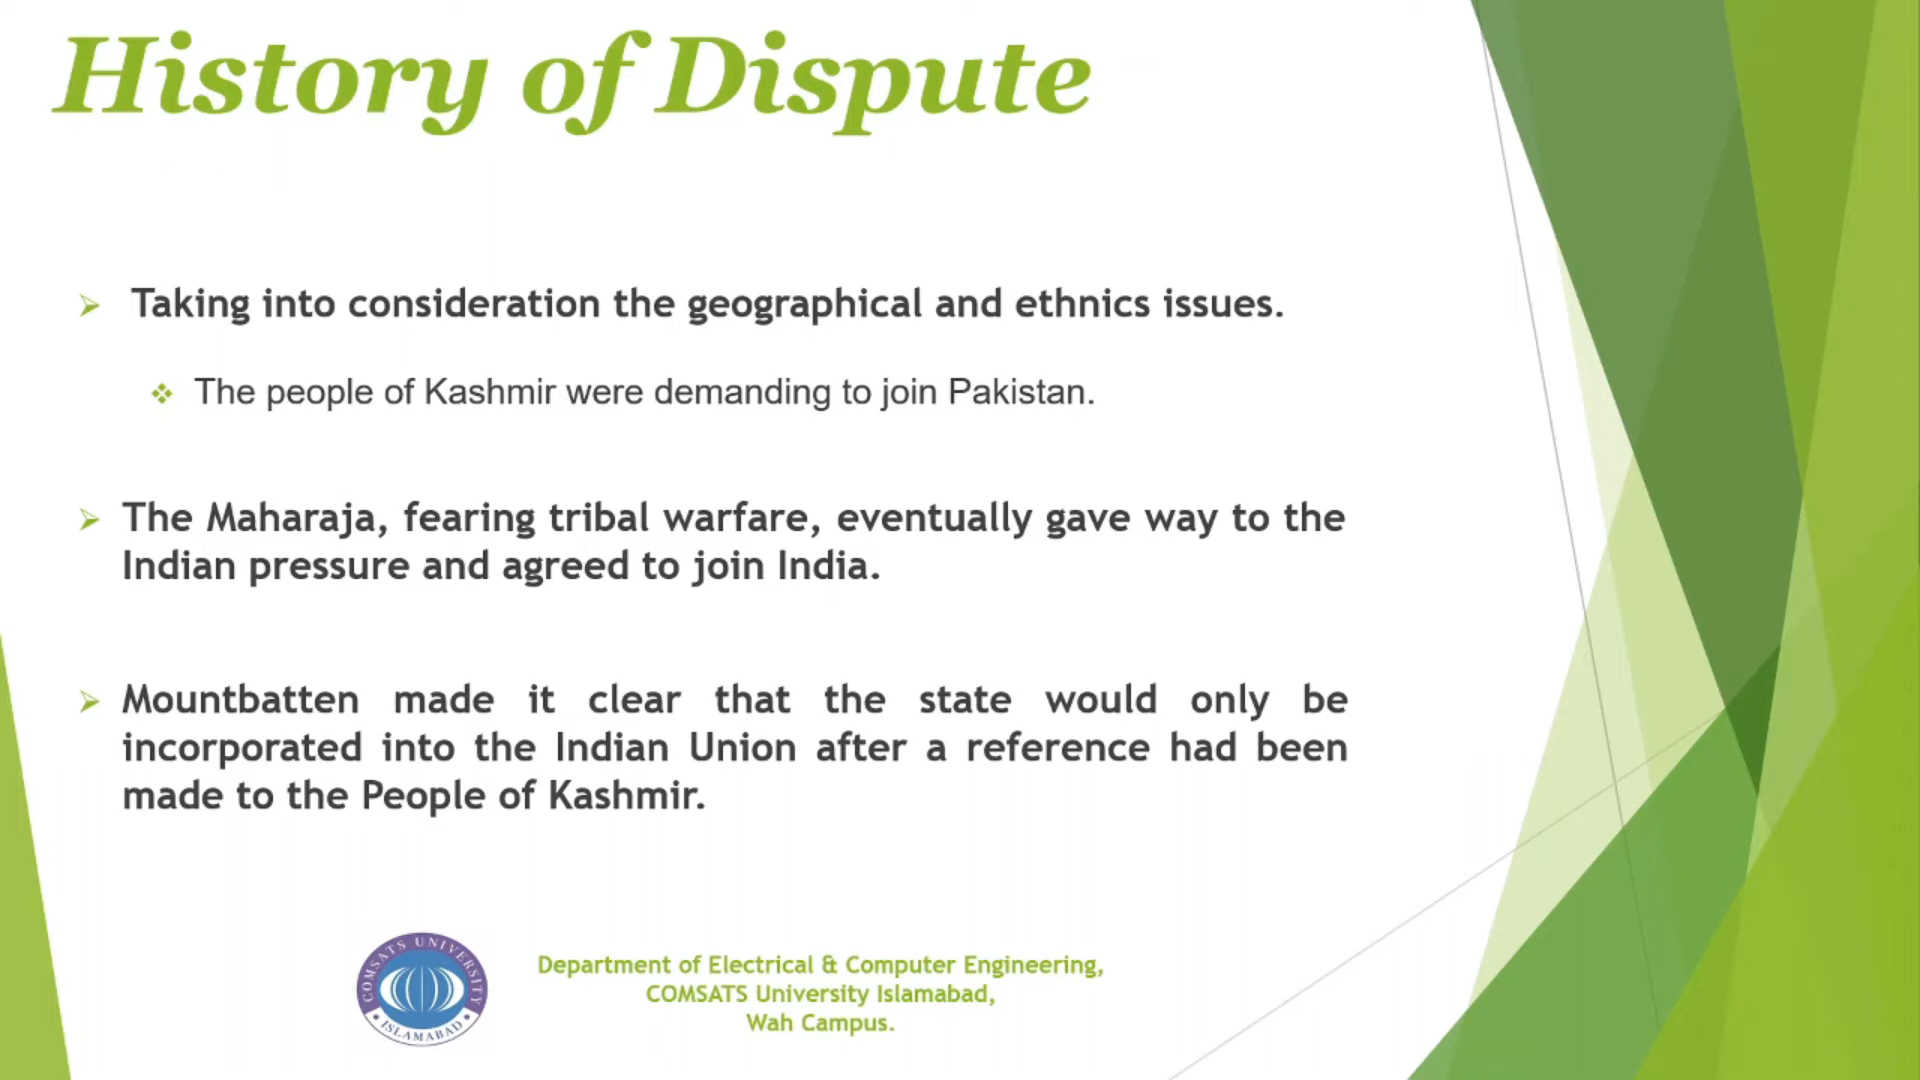 History of Dispute
Taking into consideration the geographical and ethnics issues.
The people of Kashmir were demanding to join Pakistan.
The Maharaja, fearing tribal warfare, eventually gave way to the
Indian pressure and agreed to join India.
Mountbatten made it clear that the state would only be
incorporated into the Indian Union after a reference had been
made to the People of Kashmir.
COMSATS UNIVERSITY
ISLAMABAD
Department of Electrical & Computer Engineering,
COMSATS University Islamabad,
Wah Campus.